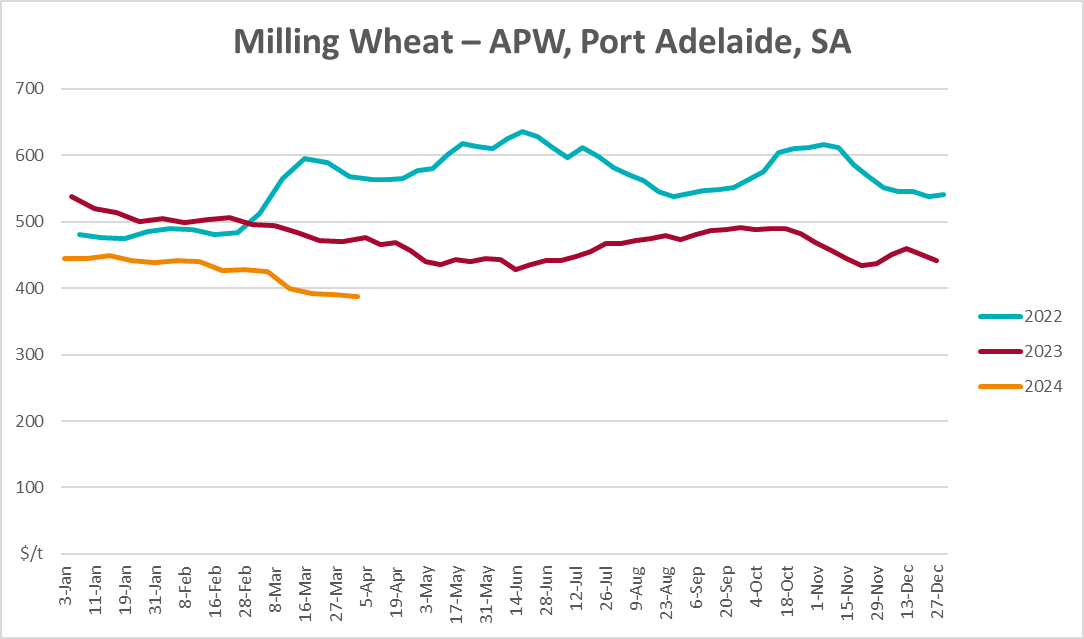 Milling Wheat – APW, Port Adelaide, SA
700
600
500
400
300
200
100
$/t
3-Jan
11-Jan
19-Jan
31-Jan
8-Feb
16-Feb
28-Feb
8-Mar
16-Mar
27-Mar
5-Apr
19-Apr
3-May
17-May
31-May
14-Jun
28-Jun
12-Jul
26-Jul
9-Aug
23-Aug
6-Sep
20-Sep
4-Oct
18-Oct
1-Nov
15-Nov
29-Nov
13-Dec
27-Dec
2022
2023
2024